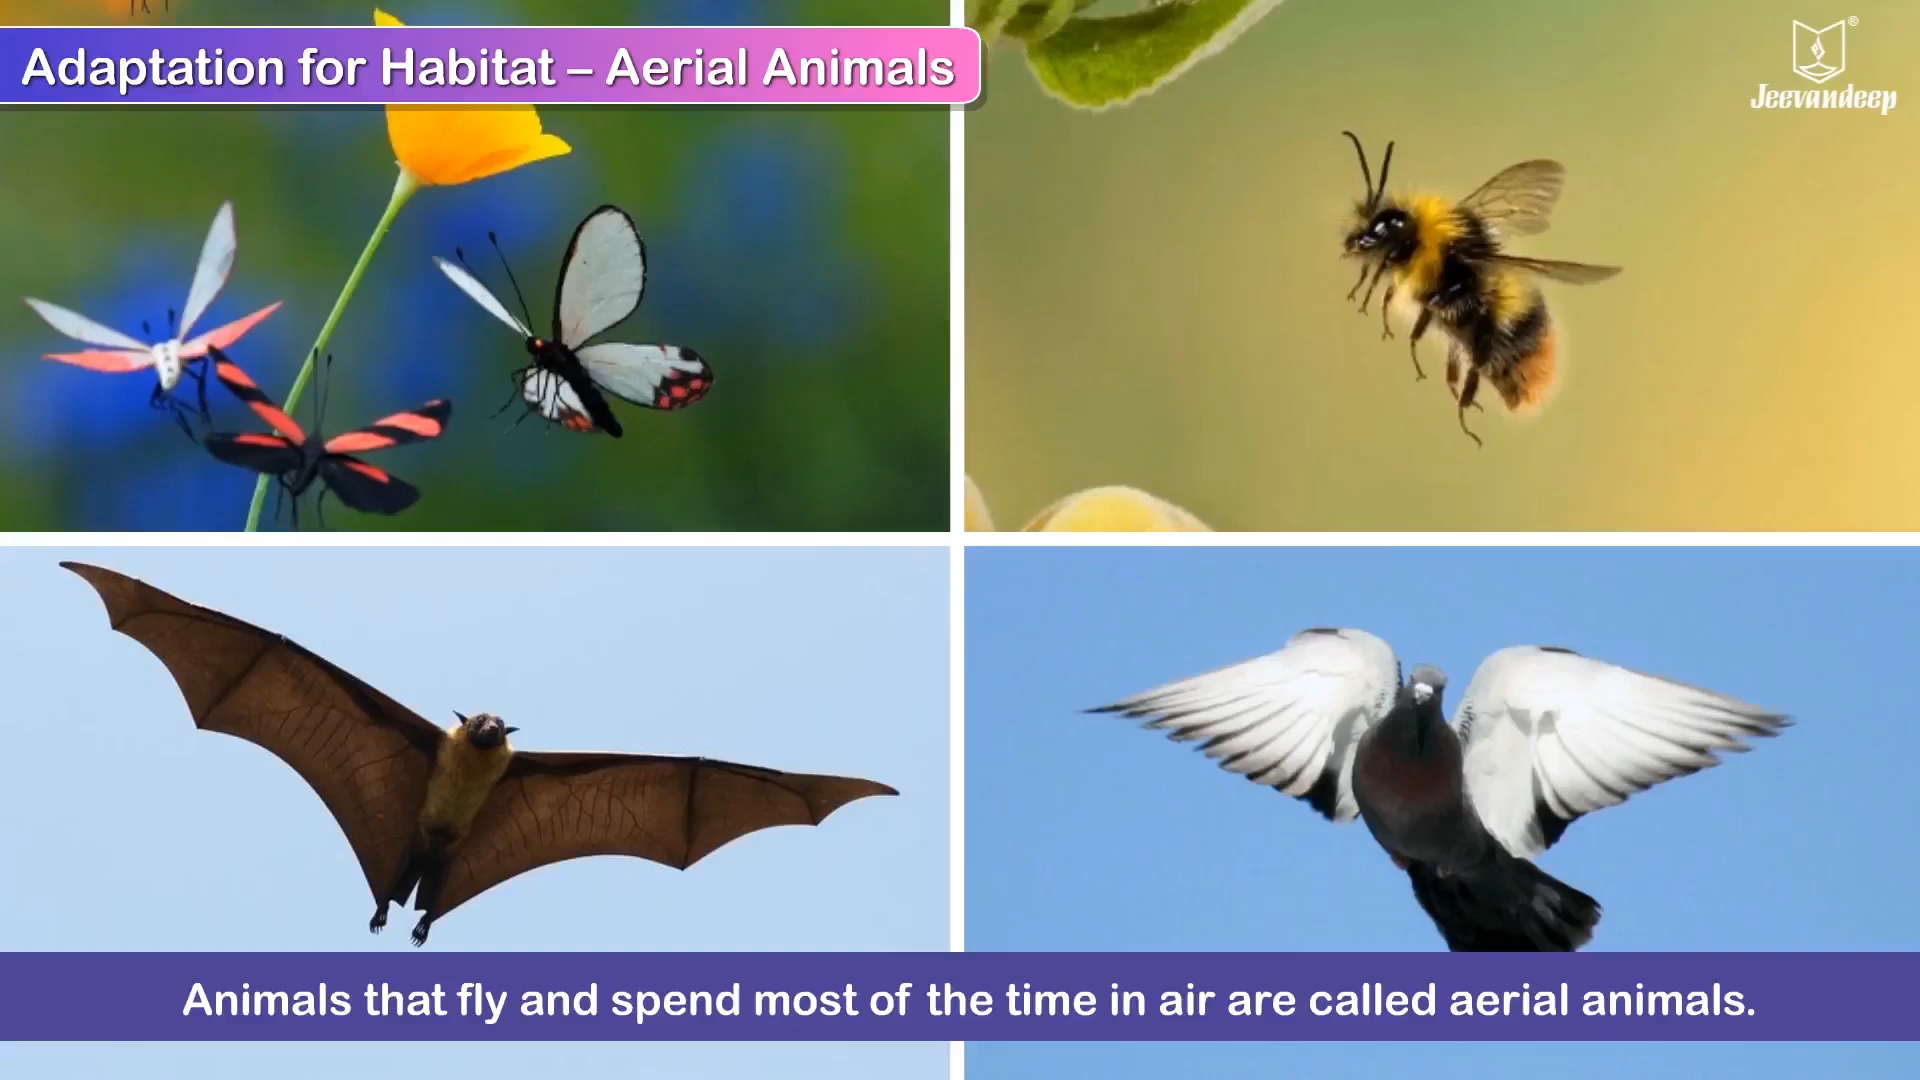 Adaptation for Habitat – Aerial Animals
®
Jeevandeep
Animals that fly and spend most of the time in air are called aerial animals.